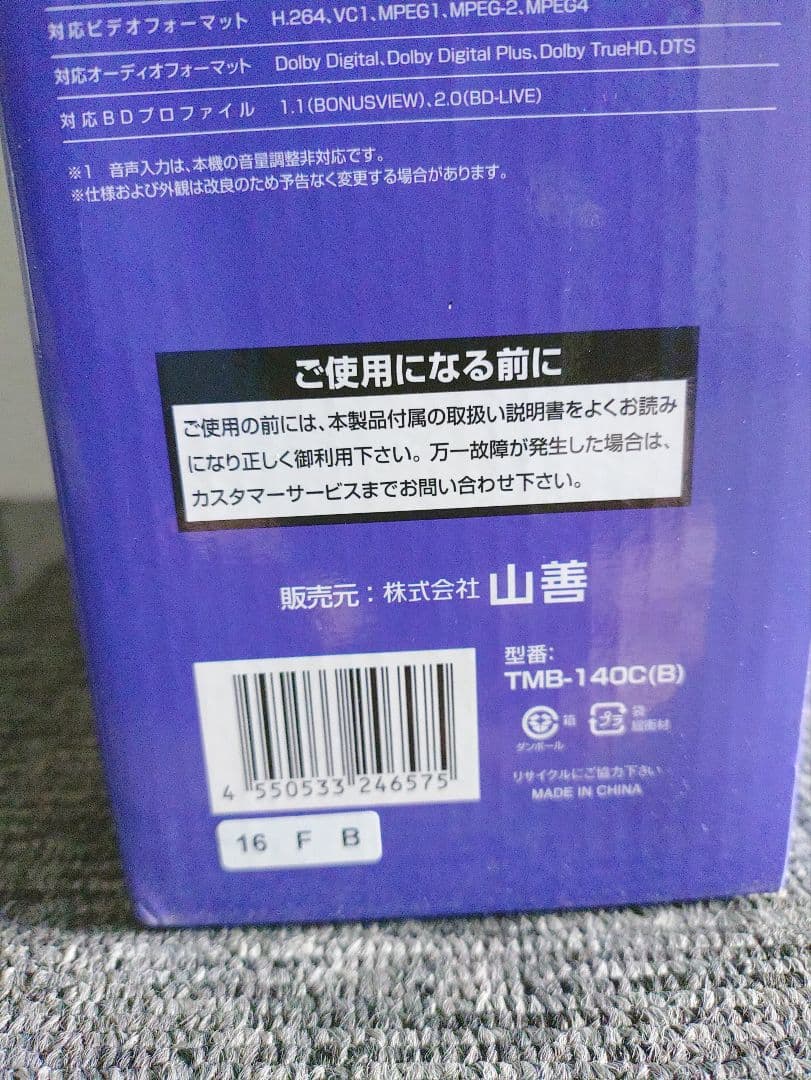 対応ビデオフォーマット H.264、VC1、MPEG1、MPEG-2、MPEG4
対応オーディオフォーマット Dolby Digital、Dolby Digital Plus、Dolby TrueHD、DTS
対応BDプロファイル 1.1(BONUSVIEW)、2.0(BD-LIVE)
※1 音声入力は、本機の音量調整非対応です。
※仕様および外観は改良のため予告なく変更する場合があります。
ご使用になる前に
ご使用の前には、本製品付属の取扱い説明書をよくお読み
になり正しく御利用下さい。万一故障が発生した場合は、
カスタマーサービスまでお問い合わせ下さい。
販売元：株式会社 山善
型番:
TMB-140C(B)
箱
ダンボール
プラ
袋
緩衝材
リサイクルにご協力下さい
MADE IN CHINA
4 550533 246575
16 F B